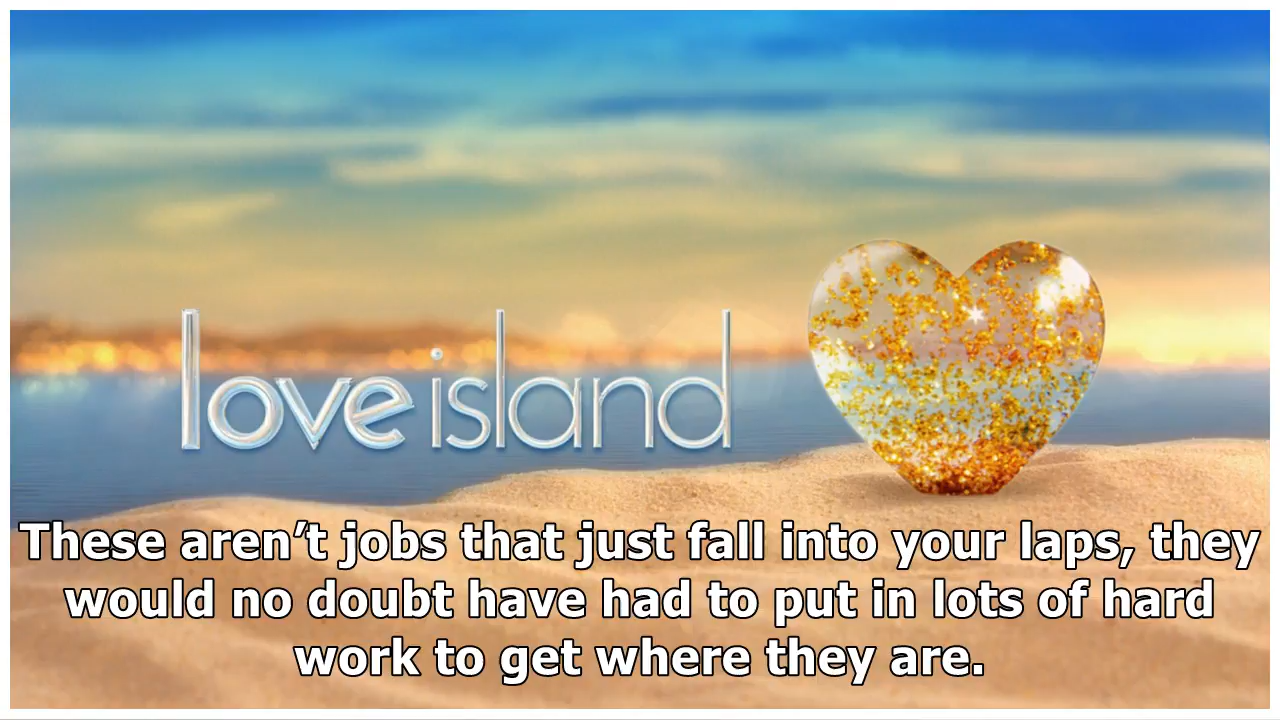 love island
These aren’t jobs that just fall into your laps, they
would no doubt have had to put in lots of hard
work to get where they are.